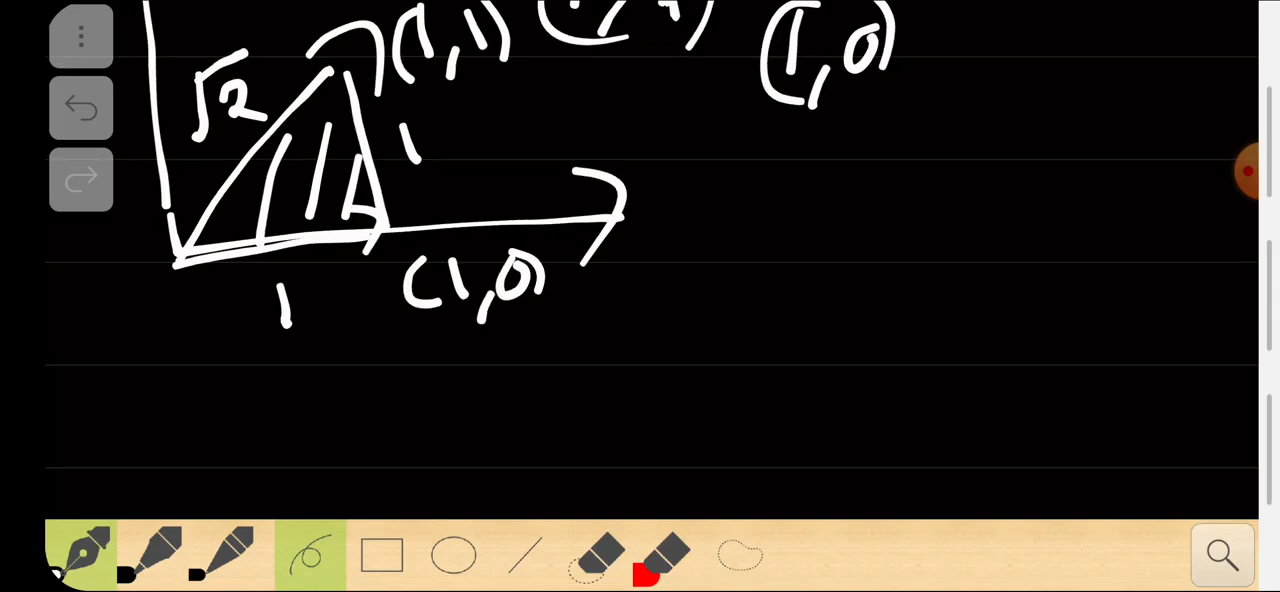 √2 (1,1) (1,0)
1
1 (1,0)